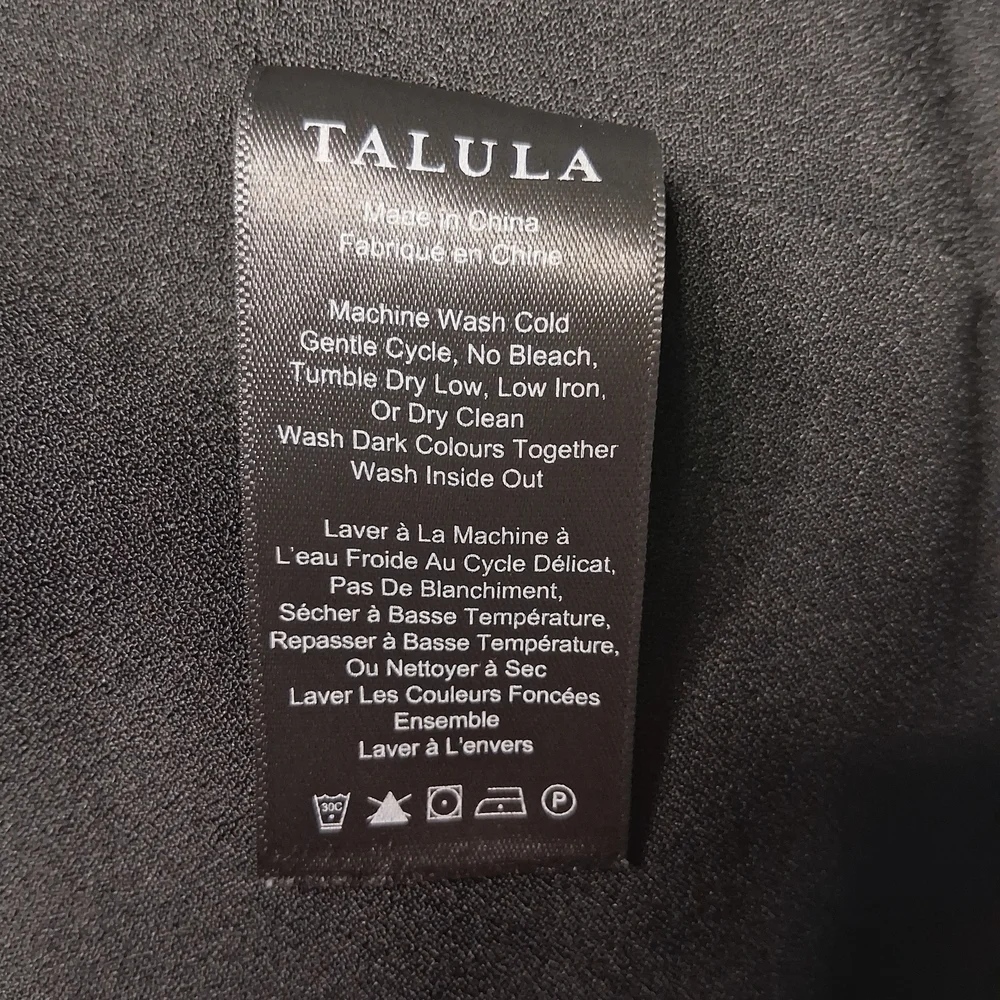 TALULA
Made in China
Fabrique en Chine
Machine Wash Cold
Gentle Cycle, No Bleach,
Tumble Dry Low, Low Iron,
Or Dry Clean
Wash Dark Colours Together
Wash Inside Out
Laver à La Machine à
L'eau Froide Au Cycle Délicat,
Pas De Blanchiment,
Sécher à Basse Température,
Repasser à Basse Température,
Ou Nettoyer à Sec
Laver Les Couleurs Foncées
Ensemble
Laver à L'envers
30C P